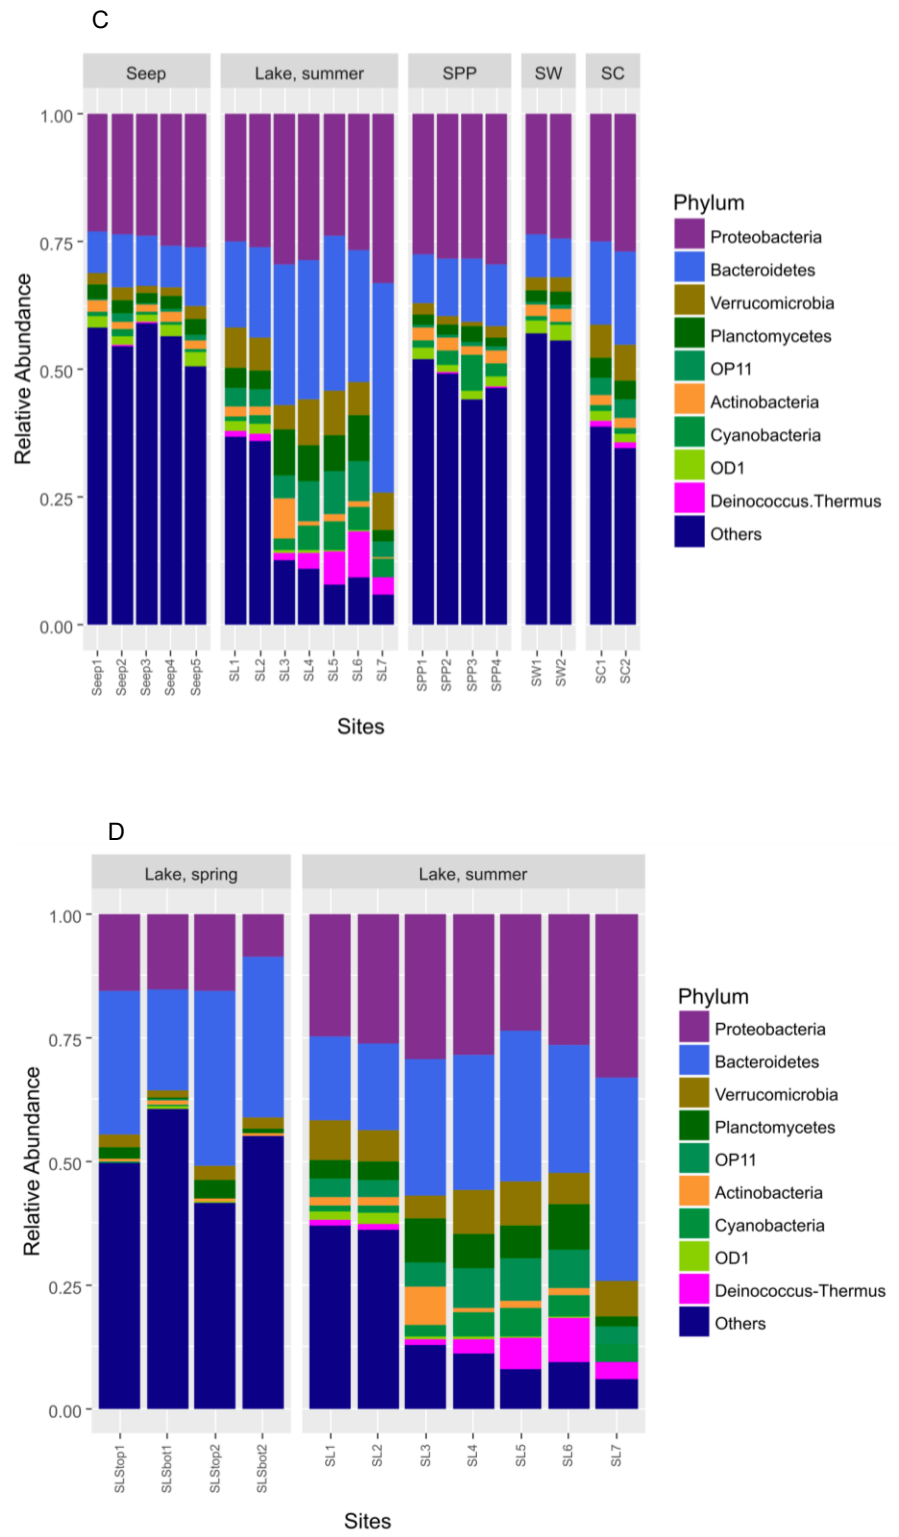 C
Seep
Lake, summer
SPP
SW
SC
1.00
0.75
0.50
0.25
0.00
Relative Abundance
Seep1
Seep2
Seep3
Seep4
Seep5
SL1
SL2
SL3
SL4
SL5
SL6
SL7
SPP1
SPP2
SPP3
SPP4
SW1
SW2
SC1
SC2
Sites
Phylum
Proteobacteria
Bacteroidetes
Verrucomicrobia
Planctomycetes
OP11
Actinobacteria
Cyanobacteria
OD1
Deinococcus.Thermus
Others
D
Lake, spring
Lake, summer
1.00
0.75
0.50
0.25
0.00
Relative Abundance
SLStop1
SLSbot1
SLStop2
SLSbot2
SL1
SL2
SL3
SL4
SL5
SL6
SL7
Sites
Phylum
Proteobacteria
Bacteroidetes
Verrucomicrobia
Planctomycetes
OP11
Actinobacteria
Cyanobacteria
OD1
Deinococcus-Thermus
Others